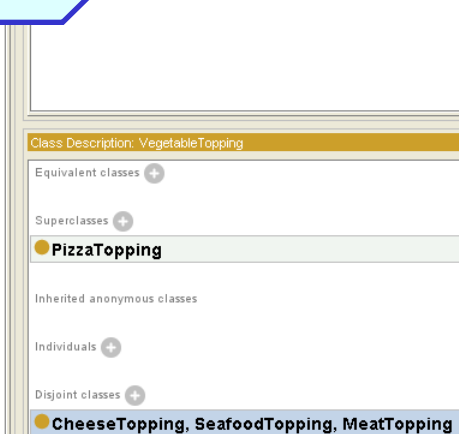 Class Description: VegetableTopping
Equivalent classes
Superclasses
PizzaTopping
Inherited anonymous classes
Individuals
Disjoint classes
CheeseTopping, SeafoodTopping, MeatTopping